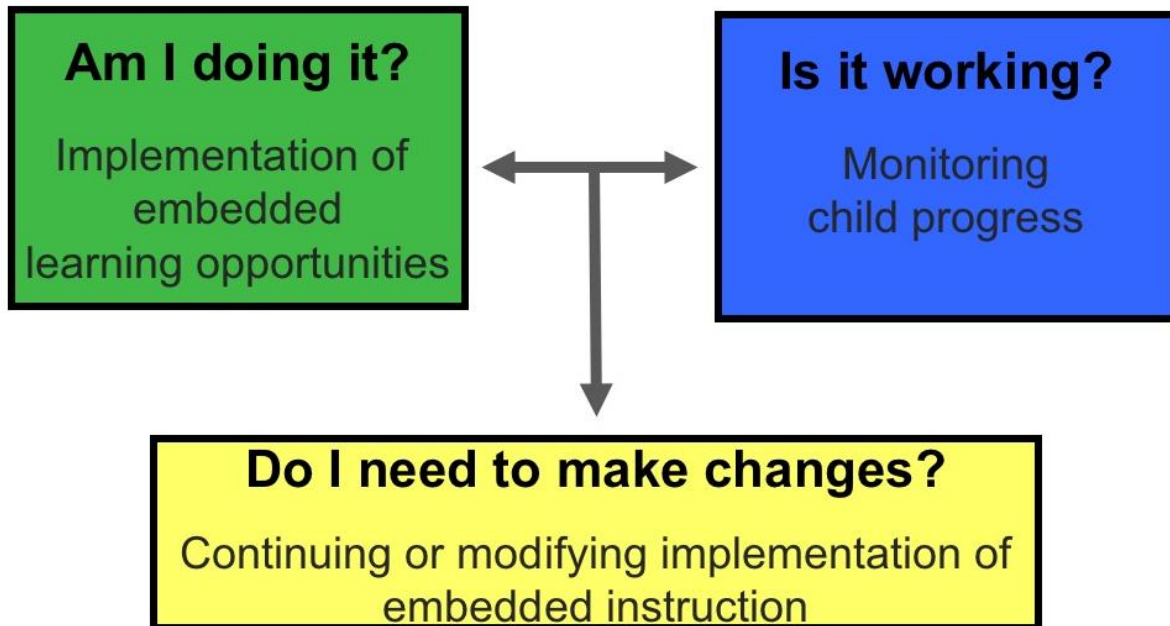 Am I doing it?
Implementation of
embedded
learning opportunities
Is it working?
Monitoring
child progress
Do I need to make changes?
Continuing or modifying implementation of
embedded instruction